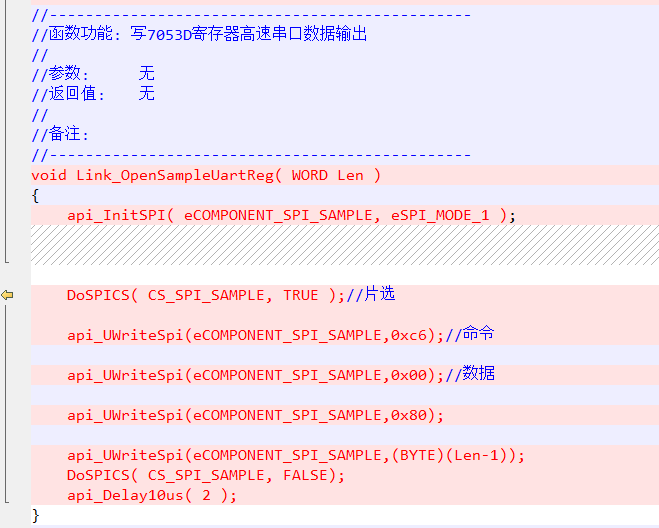 //-----------------------------------------------
//函数功能: 写7053D寄存器高速串口数据输出
//
//参数:     无
//返回值:   无
//
//备注:
//-----------------------------------------------
void Link_OpenSampleUartReg( WORD Len )
{
    api_InitSPI( eCOMPONENT_SPI_SAMPLE, eSPI_MODE_1 );
    DoSPICS( CS_SPI_SAMPLE, TRUE );//片选
    api_UWriteSpi(eCOMPONENT_SPI_SAMPLE,0xc6);//命令
    api_UWriteSpi(eCOMPONENT_SPI_SAMPLE,0x00);//数据
    api_UWriteSpi(eCOMPONENT_SPI_SAMPLE,0x80);
    api_UWriteSpi(eCOMPONENT_SPI_SAMPLE,(BYTE)(Len-1));
    DoSPICS( CS_SPI_SAMPLE, FALSE);
    api_Delay10us( 2 );
}